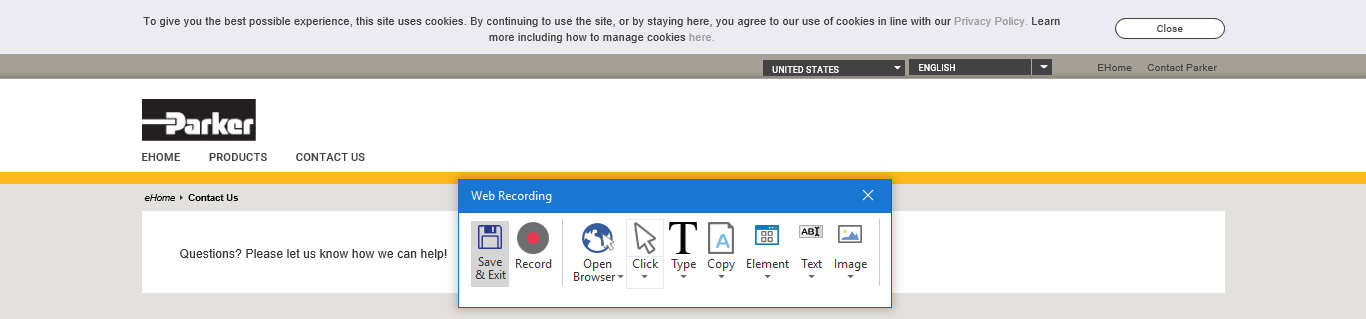 To give you the best possible experience, this site uses cookies. By continuing to use the site, or by staying here, you agree to our use of cookies in line with our Privacy Policy. Learn
more including how to manage cookies here.
Close
UNITED STATES
ENGLISH
EHome
Contact Parker
Parker
EHOME
PRODUCTS
CONTACT US
eHome
Contact Us
Questions? Please let us know how we can help!
Web Recording
Save
& Exit
Record
Open
Browser
Click
Type
Copy
Element
Text
Image